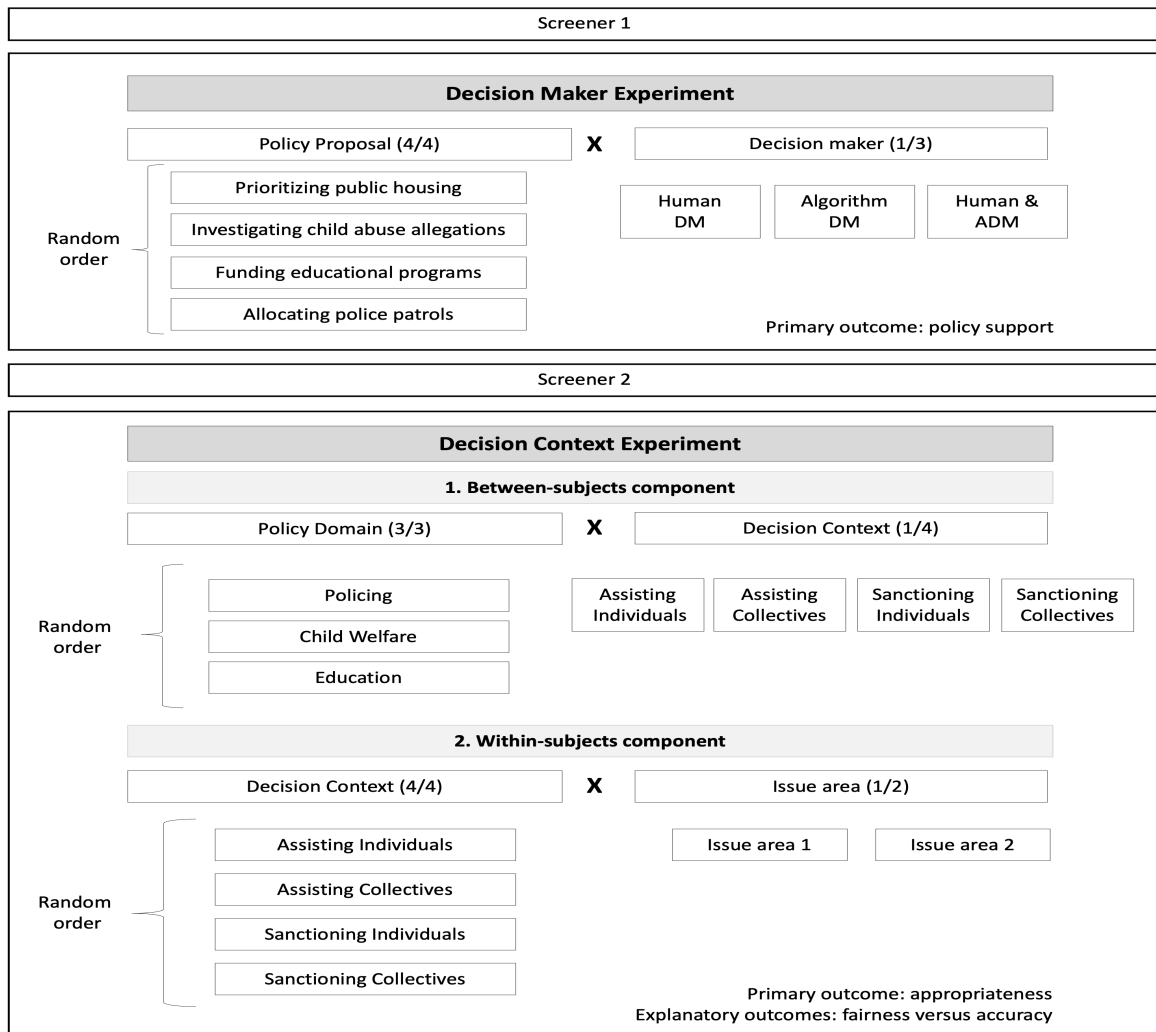 Screener 1
Decision Maker Experiment
Policy Proposal (4/4)
X
Decision maker (1/3)
Random
order
Prioritizing public housing
Investigating child abuse allegations
Funding educational programs
Allocating police patrols
Human
DM
Algorithm
DM
Human &
ADM
Primary outcome: policy support
Screener 2
Decision Context Experiment
1. Between-subjects component
Policy Domain (3/3)
X
Decision Context (1/4)
Random
order
Policing
Child Welfare
Education
Assisting
Individuals
Assisting
Collectives
Sanctioning
Individuals
Sanctioning
Collectives
2. Within-subjects component
Decision Context (4/4)
X
Issue area (1/2)
Random
order
Assisting Individuals
Assisting Collectives
Sanctioning Individuals
Sanctioning Collectives
Issue area 1
Issue area 2
Primary outcome: appropriateness
Explanatory outcomes: fairness versus accuracy